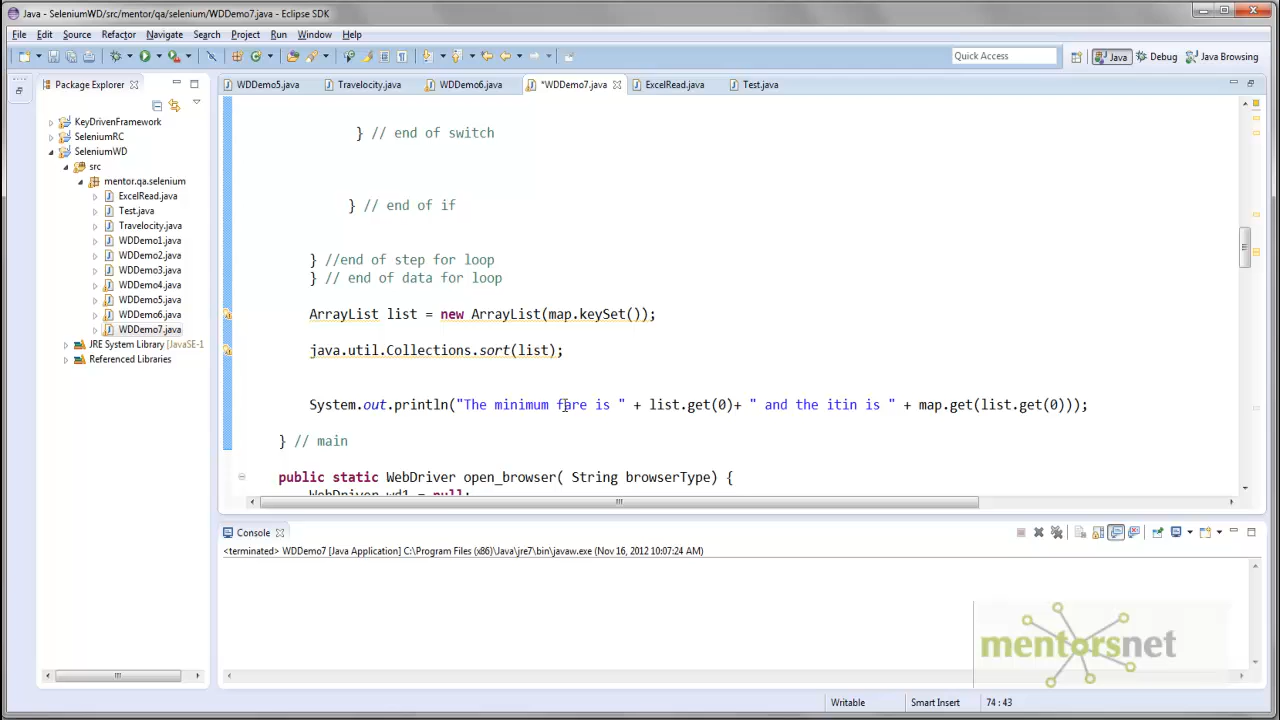 Java - SeleniumWD/src/mentor/qa/selenium/WDDemo7.java - Eclipse SDK
File Edit Source Refactor Navigate Search Project Run Window Help
Quick Access Java Debug Java Browsing
Package Explorer
WDDemo5.java Travelocity.java WDDemo6.java *WDDemo7.java ExcelRead.java Test.java
KeyDrivenFramework
SeleniumRC
SeleniumWD
src
mentor.qa.selenium
ExcelRead.java
Test.java
Travelocity.java
WDDemo1.java
WDDemo2.java
WDDemo3.java
WDDemo4.java
WDDemo5.java
WDDemo6.java
WDDemo7.java
JRE System Library [JavaSE-1
Referenced Libraries
} // end of switch
} // end of if
} //end of step for loop
} // end of data for loop
ArrayList list = new ArrayList(map.keySet());
java.util.Collections.sort(list);
System.out.println("The minimum fare is " + list.get(0)+ " and the itin is " + map.get(list.get(0)));
} // main
public static WebDriver open_browser( String browserType) {
WebDriver wd1 = null;
Console
<terminated> WDDemo7 [Java Application] C:\Program Files (x86)\Java\jre7\bin\javaw.exe (Nov 16, 2012 10:07:24 AM)
mentorsnet
Writable Smart Insert 74 : 43